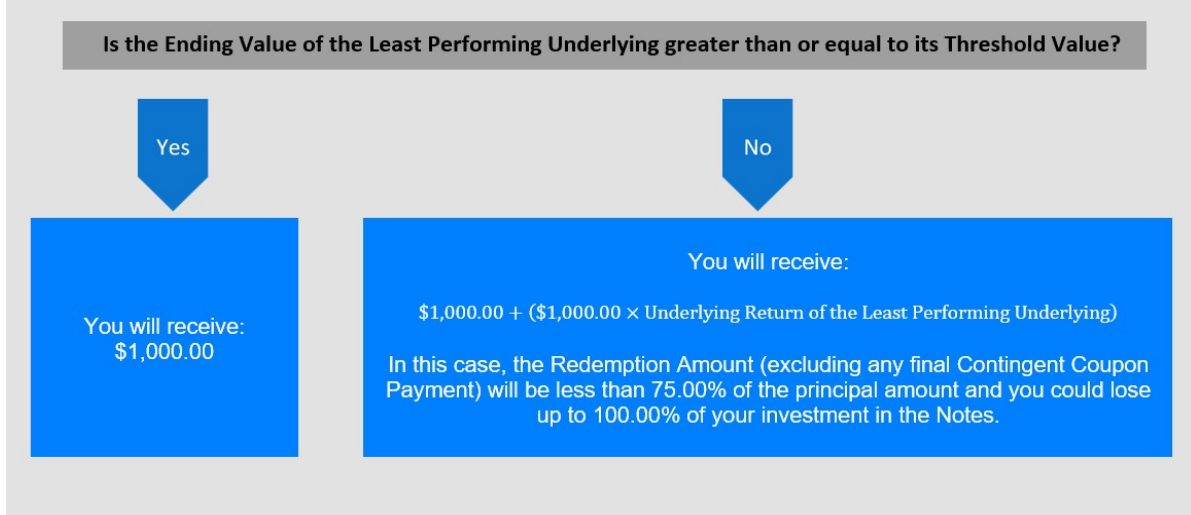 Is the Ending Value of the Least Performing Underlying greater than or equal to its Threshold Value?
Yes
No
You will receive:
$1,000.00
You will receive:
$1,000.00 + ($1,000.00 × Underlying Return of the Least Performing Underlying)
In this case, the Redemption Amount (excluding any final Contingent Coupon
Payment) will be less than 75.00% of the principal amount and you could lose
up to 100.00% of your investment in the Notes.